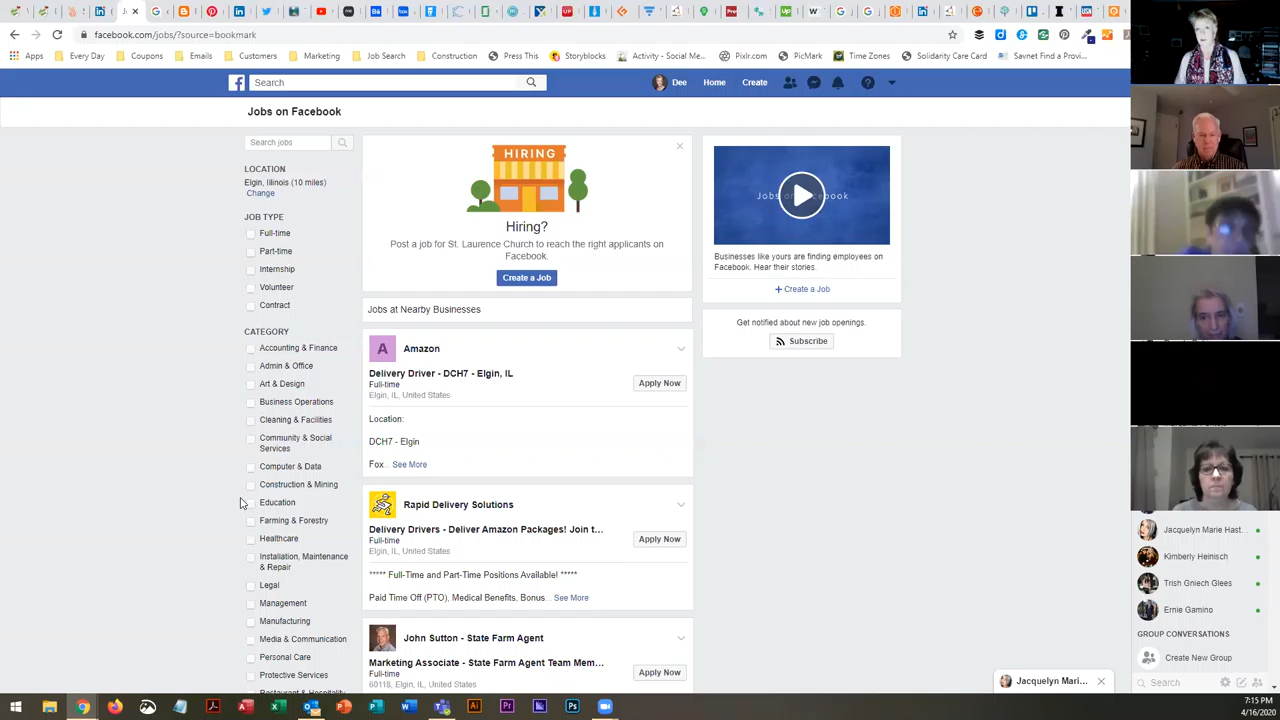 facebook.com/jobs/?source=bookmark
Apps
Every Day
Coupons
Emails
Customers
Marketing
Job Search
Construction
Press This
Storyblocks
Activity - Social Me...
Pixlr.com
PicMark
Time Zones
Solidarity Care Card
Savnet Find a Provi...
Search
Dee
Home
Create
Jobs on Facebook
Search jobs
LOCATION
Elgin, Illinois (10 miles)
Change
JOB TYPE
Full-time
Part-time
Internship
Volunteer
Contract
CATEGORY
Accounting & Finance
Admin & Office
Art & Design
Business Operations
Cleaning & Facilities
Community & Social
Services
Computer & Data
Construction & Mining
Education
Farming & Forestry
Healthcare
Installation, Maintenance
& Repair
Legal
Management
Manufacturing
Media & Communication
Personal Care
Protective Services
Restaurant & Hospitality
HIRING
Hiring?
Post a job for St. Laurence Church to reach the right applicants on
Facebook.
Create a Job
Jobs at Nearby Businesses
A
Amazon
Delivery Driver - DCH7 - Elgin, IL
Full-time
Elgin, IL, United States
Apply Now
Location:
DCH7 - Elgin
Fox... See More
Rapid Delivery Solutions
Delivery Drivers - Deliver Amazon Packages! Join t...
Full-time
Elgin, IL, United States
Apply Now
***** Full-Time and Part-Time Positions Available! *****
Paid Time Off (PTO), Medical Benefits, Bonus... See More
John Sutton - State Farm Agent
Marketing Associate - State Farm Agent Team Mem...
Full-time
60118, Elgin, IL, United States
Apply Now
Jobs on Facebook
Businesses like yours are finding employees on
Facebook. Hear their stories.
+ Create a Job
Get notified about new job openings.
Subscribe
Jacquelyn Marie Hast...
Kimberly Heinisch
Trish Gniech Glees
Ernie Gamino
GROUP CONVERSATIONS
Create New Group
Jacquelyn Mari...
Search
7:15 PM
4/16/2020